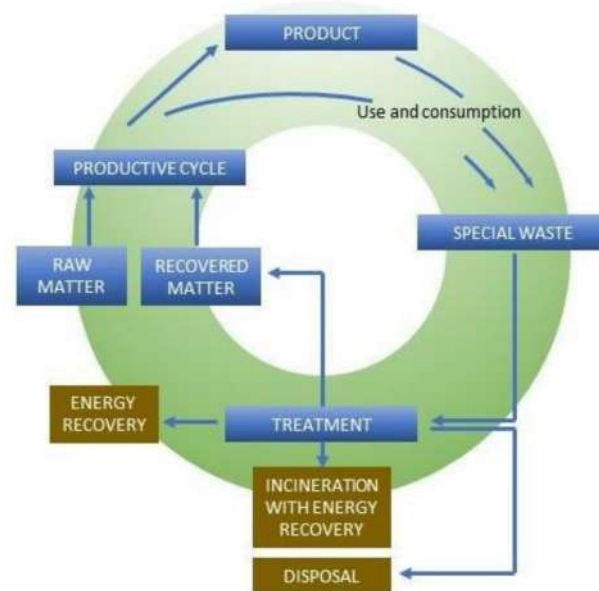 PRODUCT
Use and consumption
PRODUCTIVE CYCLE
SPECIAL WASTE
RAW
MATTER
RECOVERED
MATTER
ENERGY
RECOVERY
TREATMENT
INCINERATION
WITH ENERGY
RECOVERY
DISPOSAL